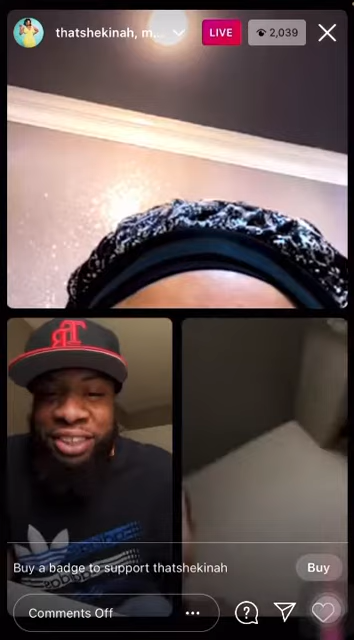 thatshekinah, m...
LIVE
2,039
Buy a badge to support thatshekinah
Buy
Comments Off